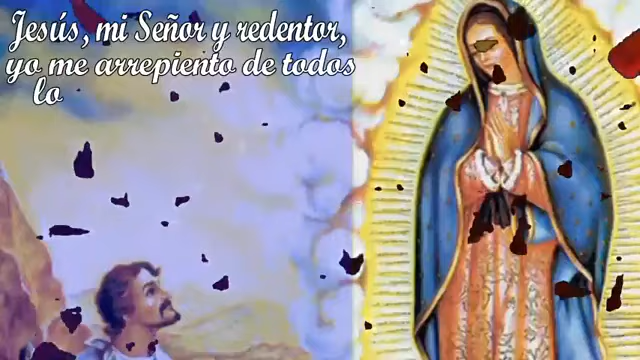 Jesús, mi Señor y redentor,
yo me arrepiento de todos
lo